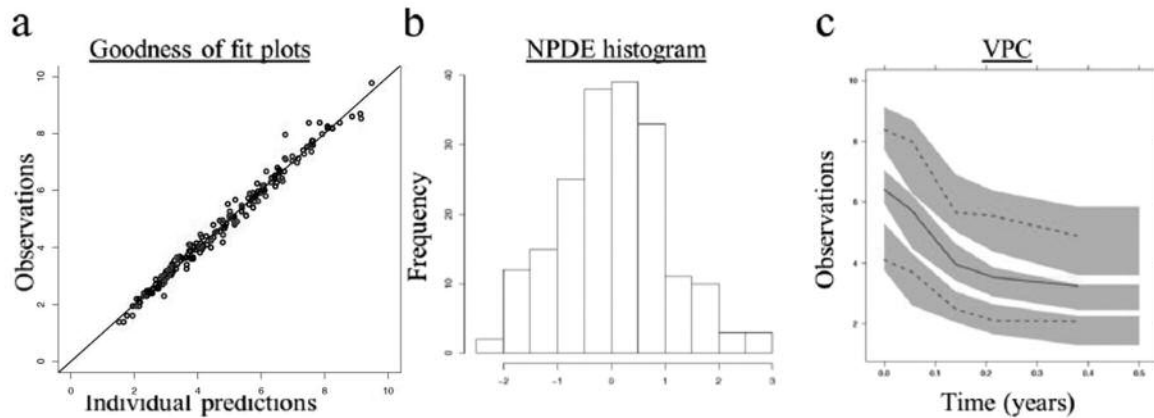 a
Goodness of fit plots
Observations
10
8
6
4
2
0
0 2 4 6 8 10
Individual predictions
b
NPDE histogram
Frequency
40
30
20
10
0
-2 -1 0 1 2 3
c
VPC
Observations
10
8
6
4
2
0.0 0.1 0.2 0.3 0.4 0.5
Time (years)